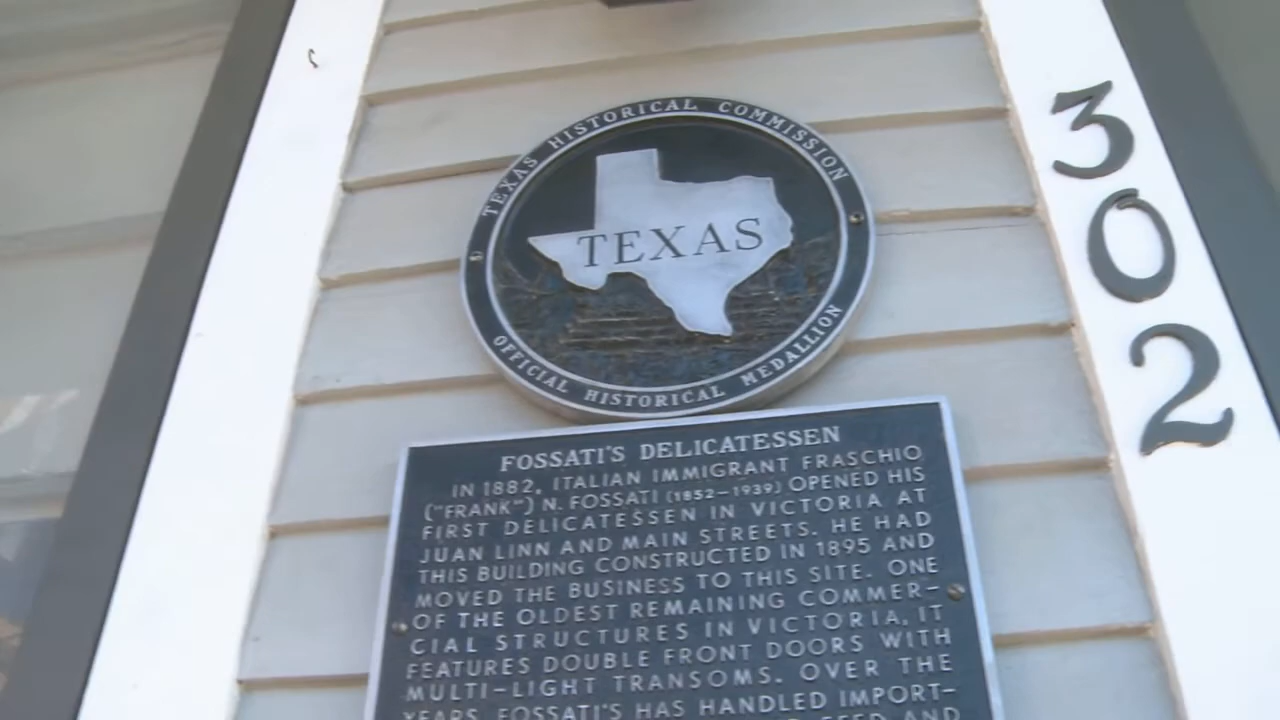 TEXAS HISTORICAL COMMISSION
TEXAS
OFFICIAL HISTORICAL MEDALLION
302
FOSSATI'S DELICATESSEN
IN 1882, ITALIAN IMMIGRANT FRASCHIO
("FRANK") N. FOSSATI (1852–1939) OPENED HIS
FIRST DELICATESSEN IN VICTORIA AT
JUAN LINN AND MAIN STREETS. HE HAD
THIS BUILDING CONSTRUCTED IN 1895 AND
MOVED THE BUSINESS TO THIS SITE. ONE
OF THE OLDEST REMAINING COMMER–
CIAL STRUCTURES IN VICTORIA, IT
FEATURES DOUBLE FRONT DOORS WITH
MULTI–LIGHT TRANSOMS. OVER THE
YEARS, FOSSATI'S HAS HANDLED IMPORT–
FEED AND